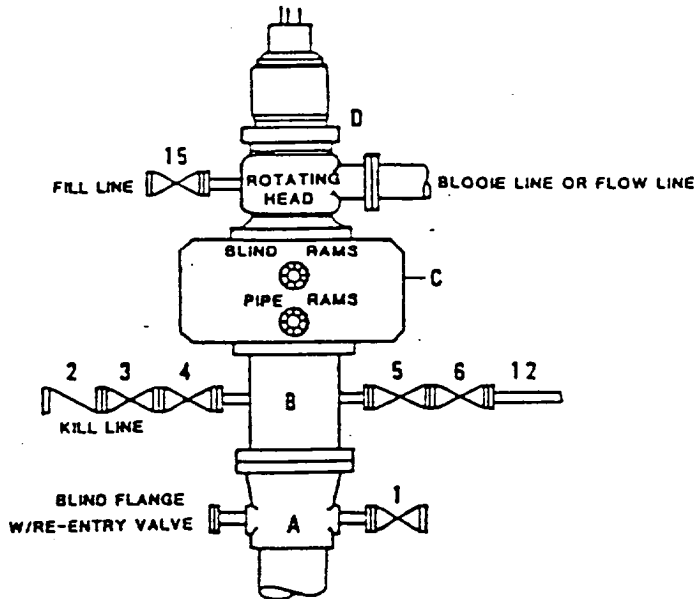 D
15
FILL LINE
ROTATING
HEAD
BLOOIE LINE OR FLOW LINE
BLIND RAMS
C
PIPE RAMS
2 3 4
5 6 12
B
KILL LINE
BLIND FLANGE
W/RE-ENTRY VALVE
A
1